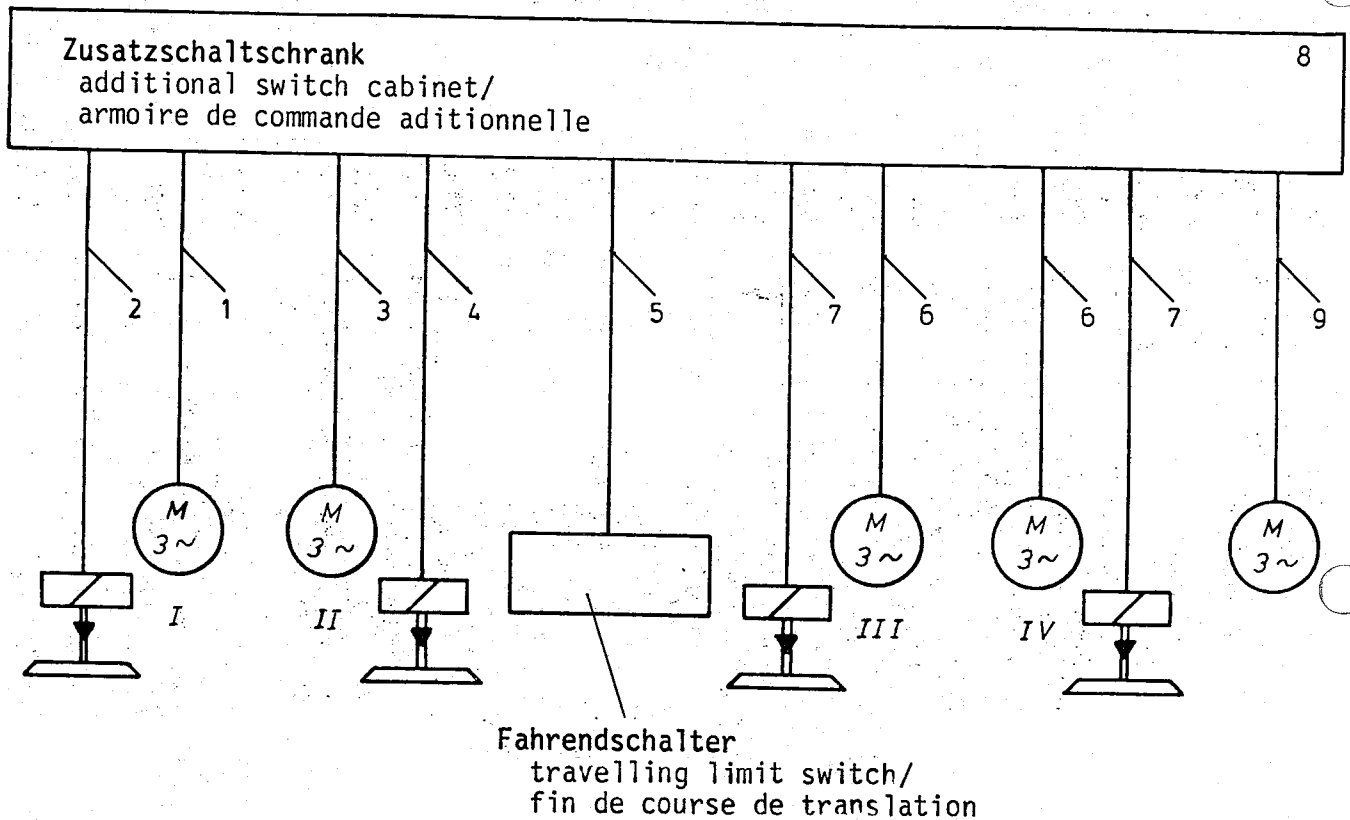 Zusatzschaltschrank
8
additional switch cabinet/
armoire de commande aditionnelle
2
1
3
4
5
7
6
6
7
9
M
3~
M
3~
M
3~
M
3~
M
3~
I
II
III
IV
Fahrendschalter
travelling limit switch/
fin de course de translation